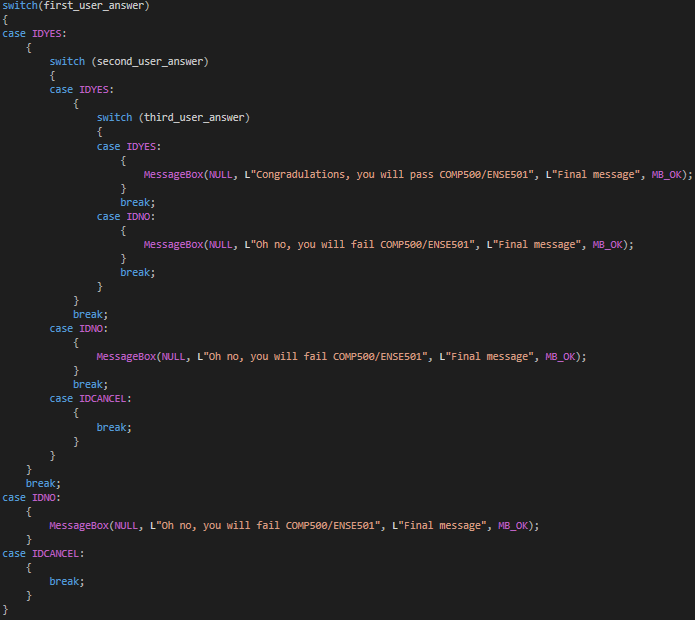 switch(first_user_answer)
{
case IDYES:
    {
        switch (second_user_answer)
        {
        case IDYES:
            {
                switch (third_user_answer)
                {
                case IDYES:
                    {
                        MessageBox(NULL, L"Congradulations, you will pass COMP500/ENSE501", L"Final message", MB_OK);
                    }
                    break;
                case IDNO:
                    {
                        MessageBox(NULL, L"Oh no, you will fail COMP500/ENSE501", L"Final message", MB_OK);
                    }
                    break;
                }
            }
            break;
        case IDNO:
            {
                MessageBox(NULL, L"Oh no, you will fail COMP500/ENSE501", L"Final message", MB_OK);
            }
            break;
        case IDCANCEL:
            {
                break;
            }
        }
    }
    break;
case IDNO:
    {
        MessageBox(NULL, L"Oh no, you will fail COMP500/ENSE501", L"Final message", MB_OK);
    }
case IDCANCEL:
    {
        break;
    }
}